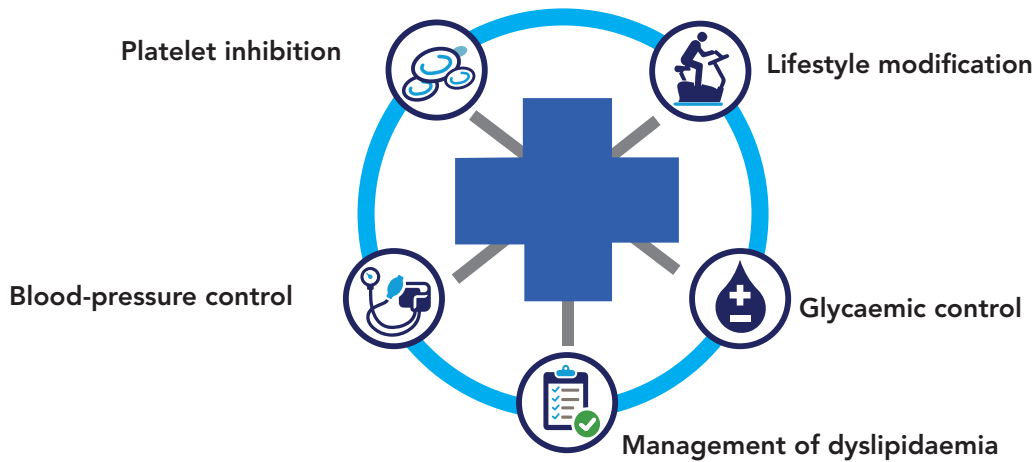 Platelet inhibition
Lifestyle modification
Blood-pressure control
Glycaemic control
Management of dyslipidaemia